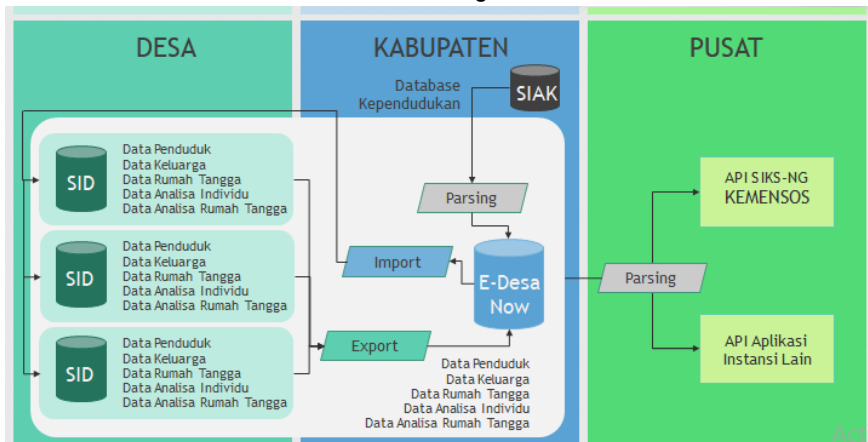 DESA
KABUPATEN
PUSAT
Database
Kependudukan
SIAK
SID
Data Penduduk
Data Keluarga
Data Rumah Tangga
Data Analisa Individu
Data Analisa Rumah Tangga
SID
Data Penduduk
Data Keluarga
Data Rumah Tangga
Data Analisa Individu
Data Analisa Rumah Tangga
SID
Data Penduduk
Data Keluarga
Data Rumah Tangga
Data Analisa Individu
Data Analisa Rumah Tangga
Parsing
Import
E-Desa
Now
Export
Data Penduduk
Data Keluarga
Data Rumah Tangga
Data Analisa Individu
Data Analisa Rumah Tangga
Parsing
API SIKS-NG
KEMENSOS
API Aplikasi
Instansi Lain